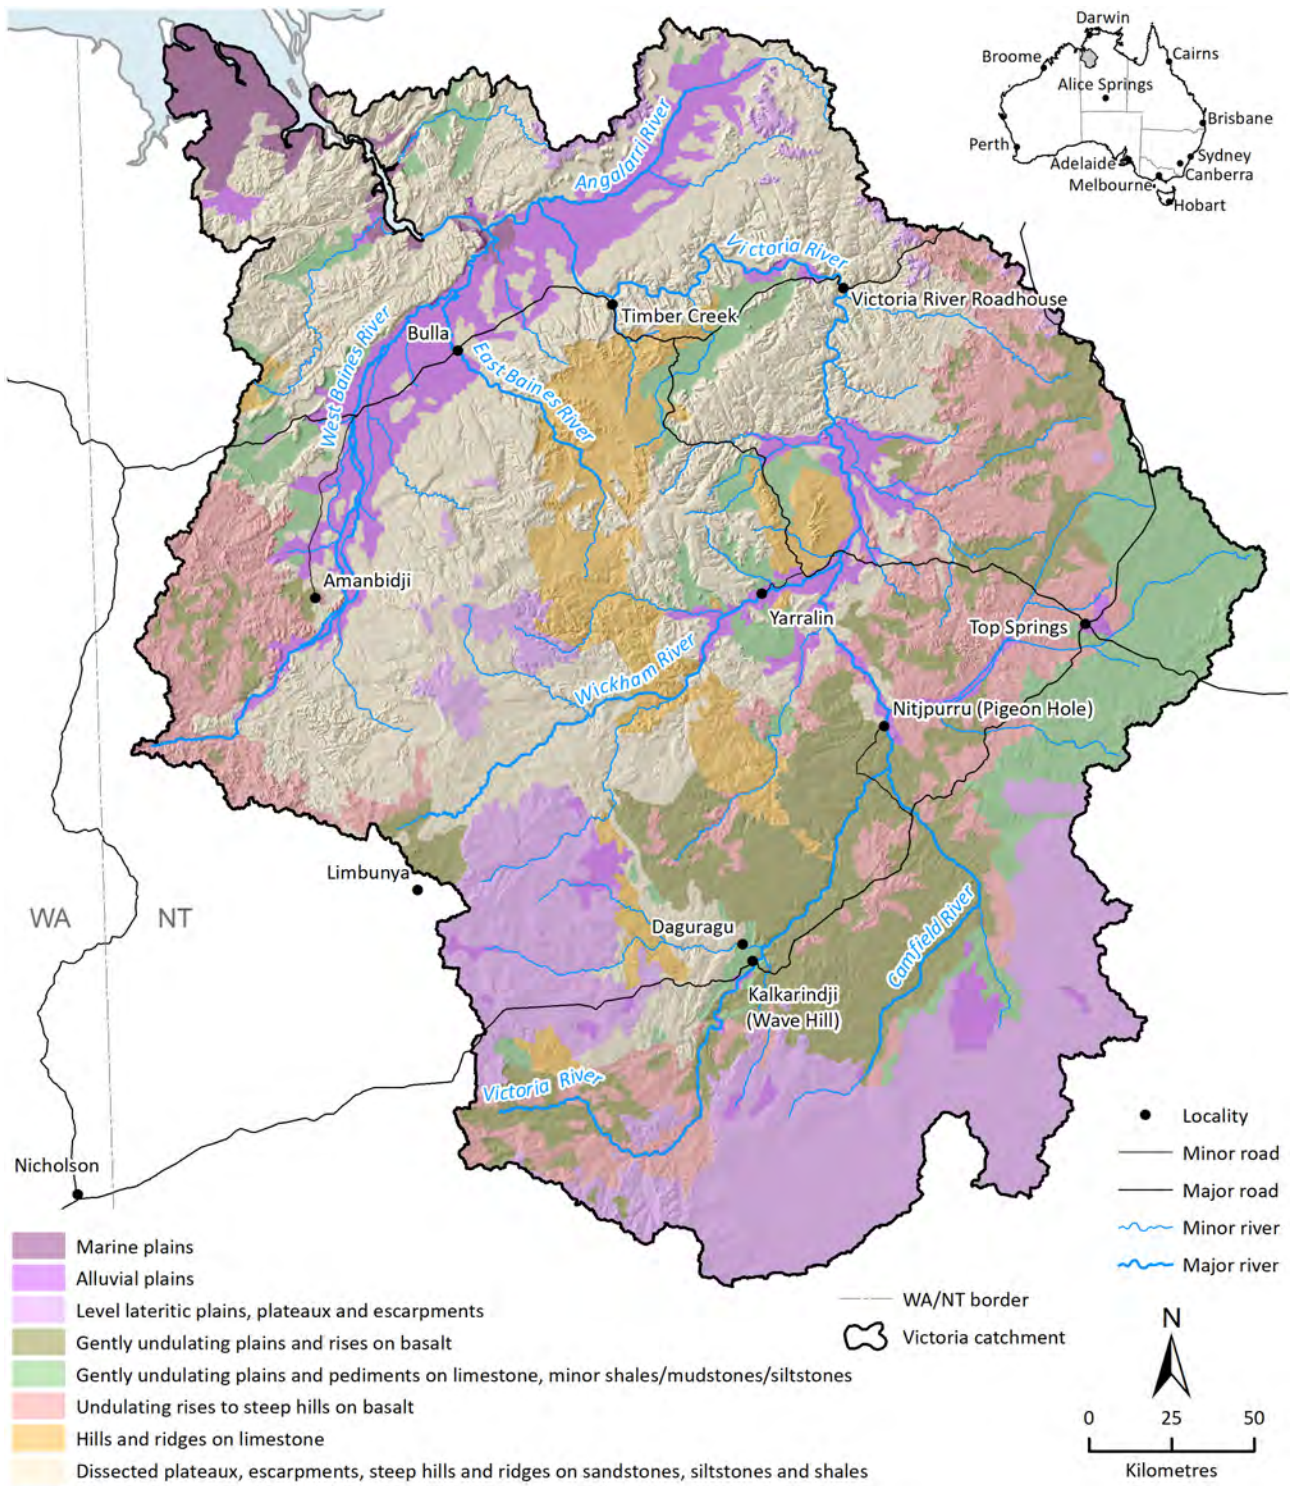 Darwin
Broome
Cairns
Alice Springs
Brisbane
Perth
Adelaide
Sydney
Canberra
Melbourne
Hobart
Angalarri River
Victoria River
Victoria River Roadhouse
Timber Creek
Bulla
West Baines River
East Baines River
Amanbidji
Yarralin
Top Springs
Wickham River
Nitjpurru (Pigeon Hole)
Limbunya
WA
NT
Daguragu
Camfield River
Kalkarindji
(Wave Hill)
Victoria River
Nicholson
Locality
Minor road
Major road
Minor river
Major river
Marine plains
Alluvial plains
Level lateritic plains, plateaux and escarpments
Gently undulating plains and rises on basalt
Gently undulating plains and pediments on limestone, minor shales/mudstones/siltstones
Undulating rises to steep hills on basalt
Hills and ridges on limestone
Dissected plateaux, escarpments, steep hills and ridges on sandstones, siltstones and shales
WA/NT border
Victoria catchment
N
0 25 50
Kilometres